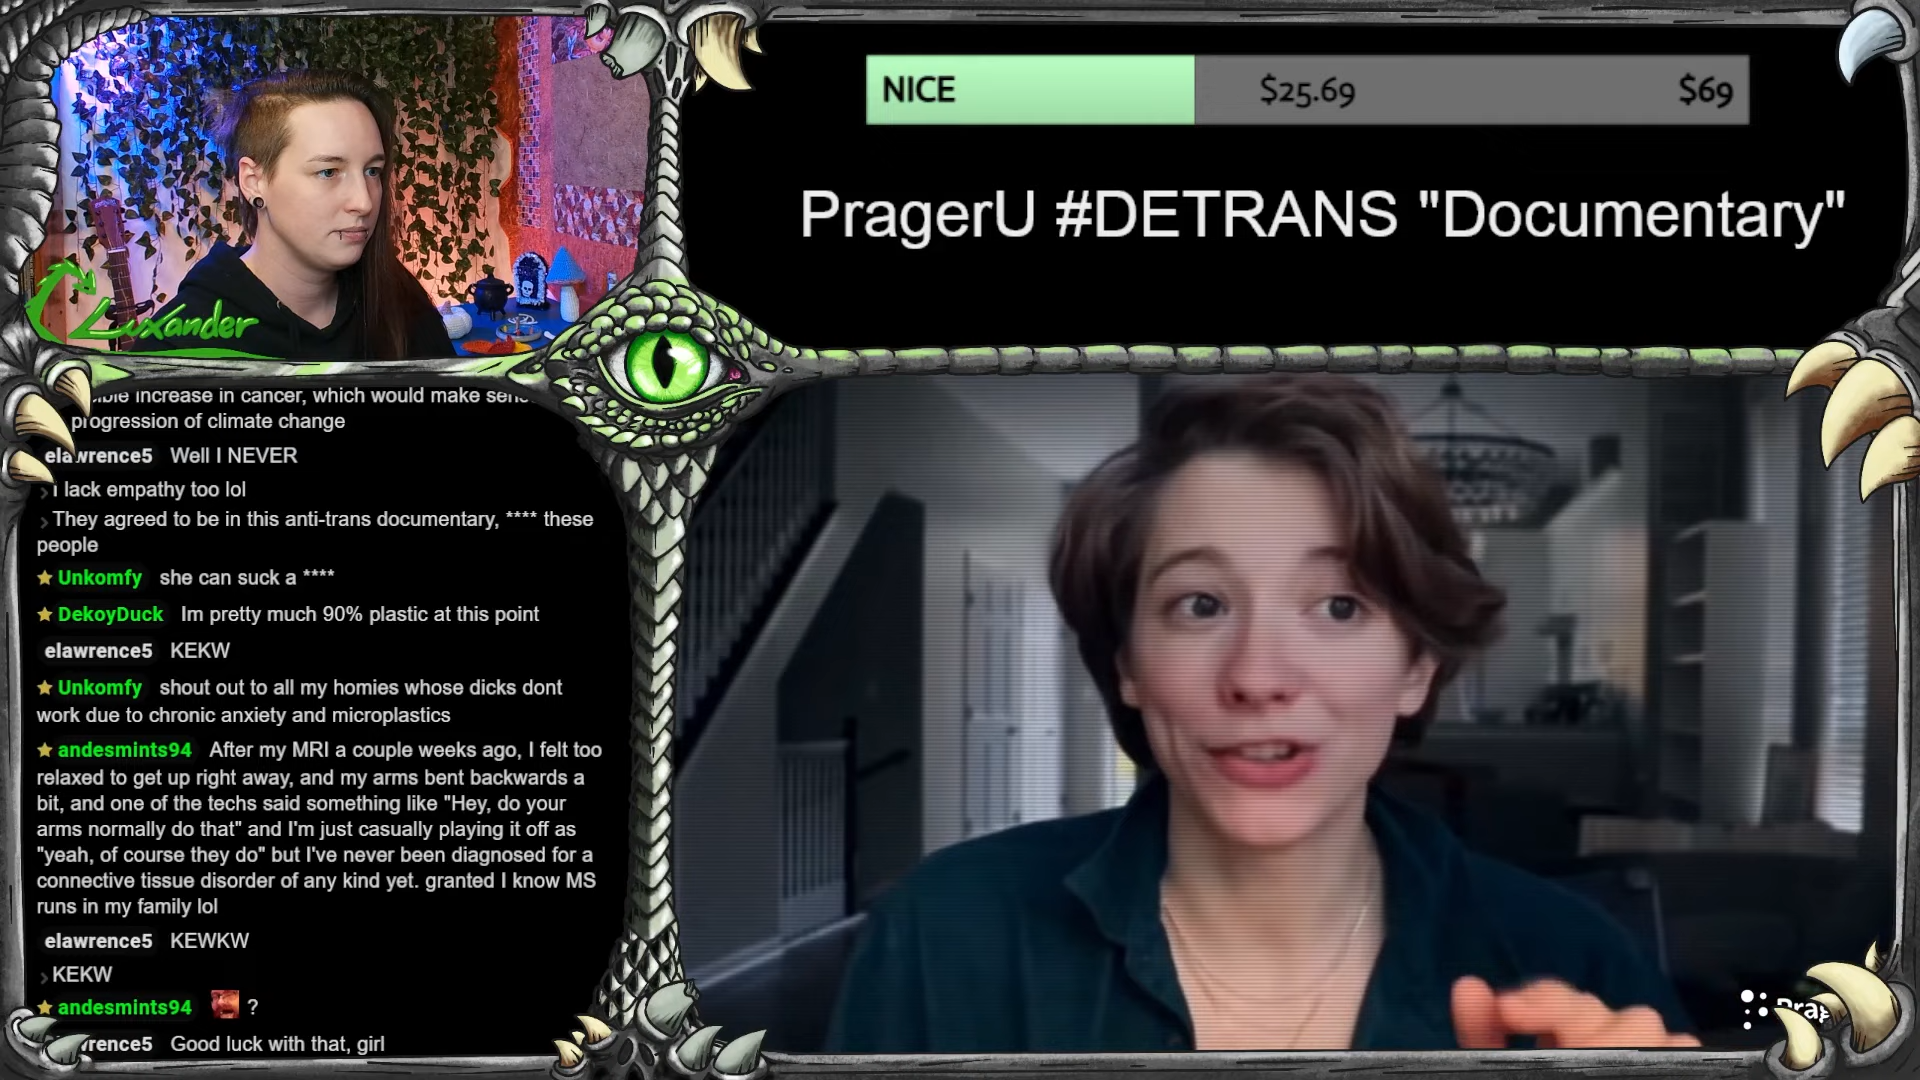 NICE $25.69 $69
PragerU #DETRANS "Documentary"
Luxander
increase in cancer, which would make
progression of climate change
elawrence5 Well I NEVER
I lack empathy too lol
They agreed to be in this anti-trans documentary, **** these
people
Unkomfy she can suck a ****
DekoyDuck Im pretty much 90% plastic at this point
elawrence5 KEKW
Unkomfy shout out to all my homies whose dicks dont
work due to chronic anxiety and microplastics
andesmints94 After my MRI a couple weeks ago, I felt too
relaxed to get up right away, and my arms bent backwards a
bit, and one of the techs said something like "Hey, do your
arms normally do that" and I'm just casually playing it off as
"yeah, of course they do" but I've never been diagnosed for a
connective tissue disorder of any kind yet. granted I know MS
runs in my family lol
elawrence5 KEWKW
KEKW
andesmints94 ?
Good luck with that, girl